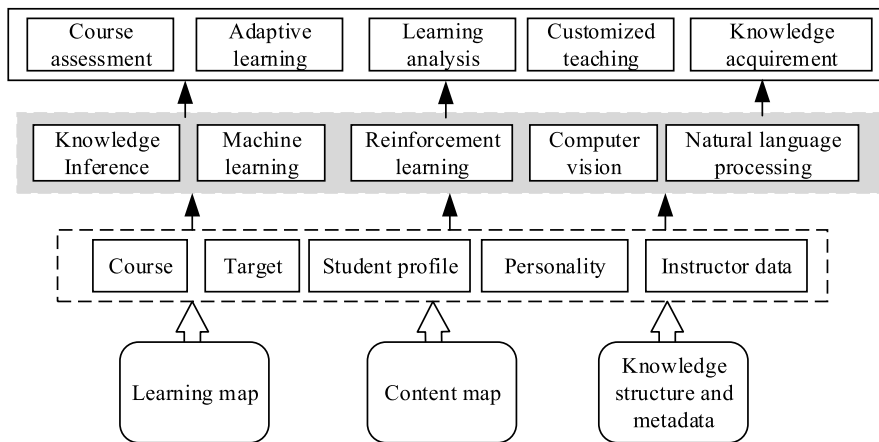 Course
assessment
Adaptive
learning
Learning
analysis
Customized
teaching
Knowledge
acquirement
Knowledge
Inference
Machine
learning
Reinforcement
learning
Computer
vision
Natural language
processing
Course
Target
Student profile
Personality
Instructor data
Learning map
Content map
Knowledge
structure and
metadata